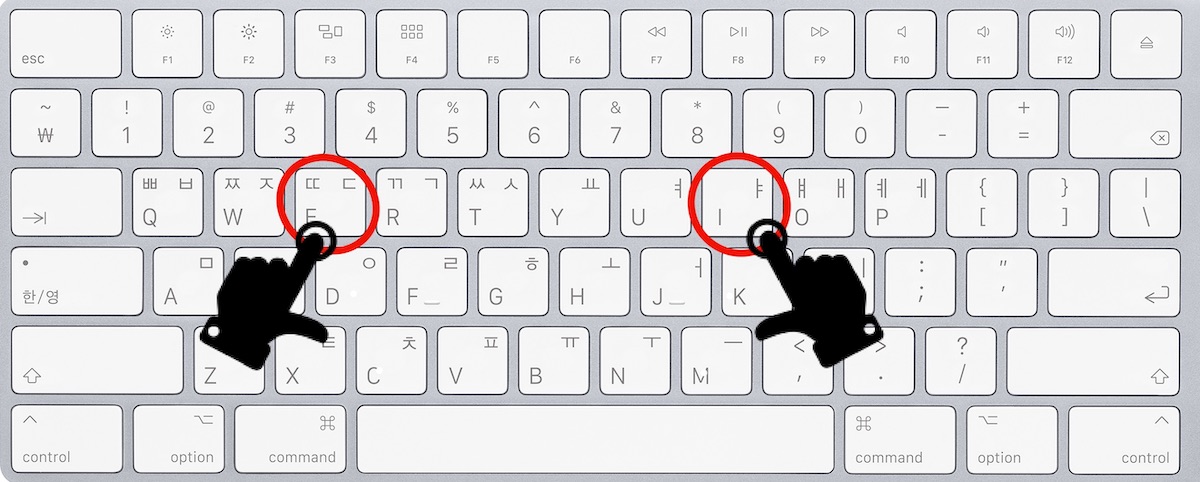 esc F1 F2 F3 F4 F5 F6 F7 F8 F9 F10 F11 F12
~ ! @ # $ % ^ & * ( ) — +
₩ 1 2 3 4 5 6 7 8 9 0 - =
ㅃ ㅂ ㅉ ㅈ ㄸ ㄷ ㄲ ㄱ ㅆ ㅅ ㅛ ㅕ ㅑ ㅒ ㅐ ㅖ ㅔ { } |
Q W E R T Y U I O P [ ] \
ㅁ ㅇ ㄹ ㅎ ㅗ ㅓ ㅣ : "
한/영 A D F G H J K ; '
ㅌ ㅊ ㅍ ㅠ ㅜ ㅡ < > ?
Z X C V B N M , . /
control option command command option control